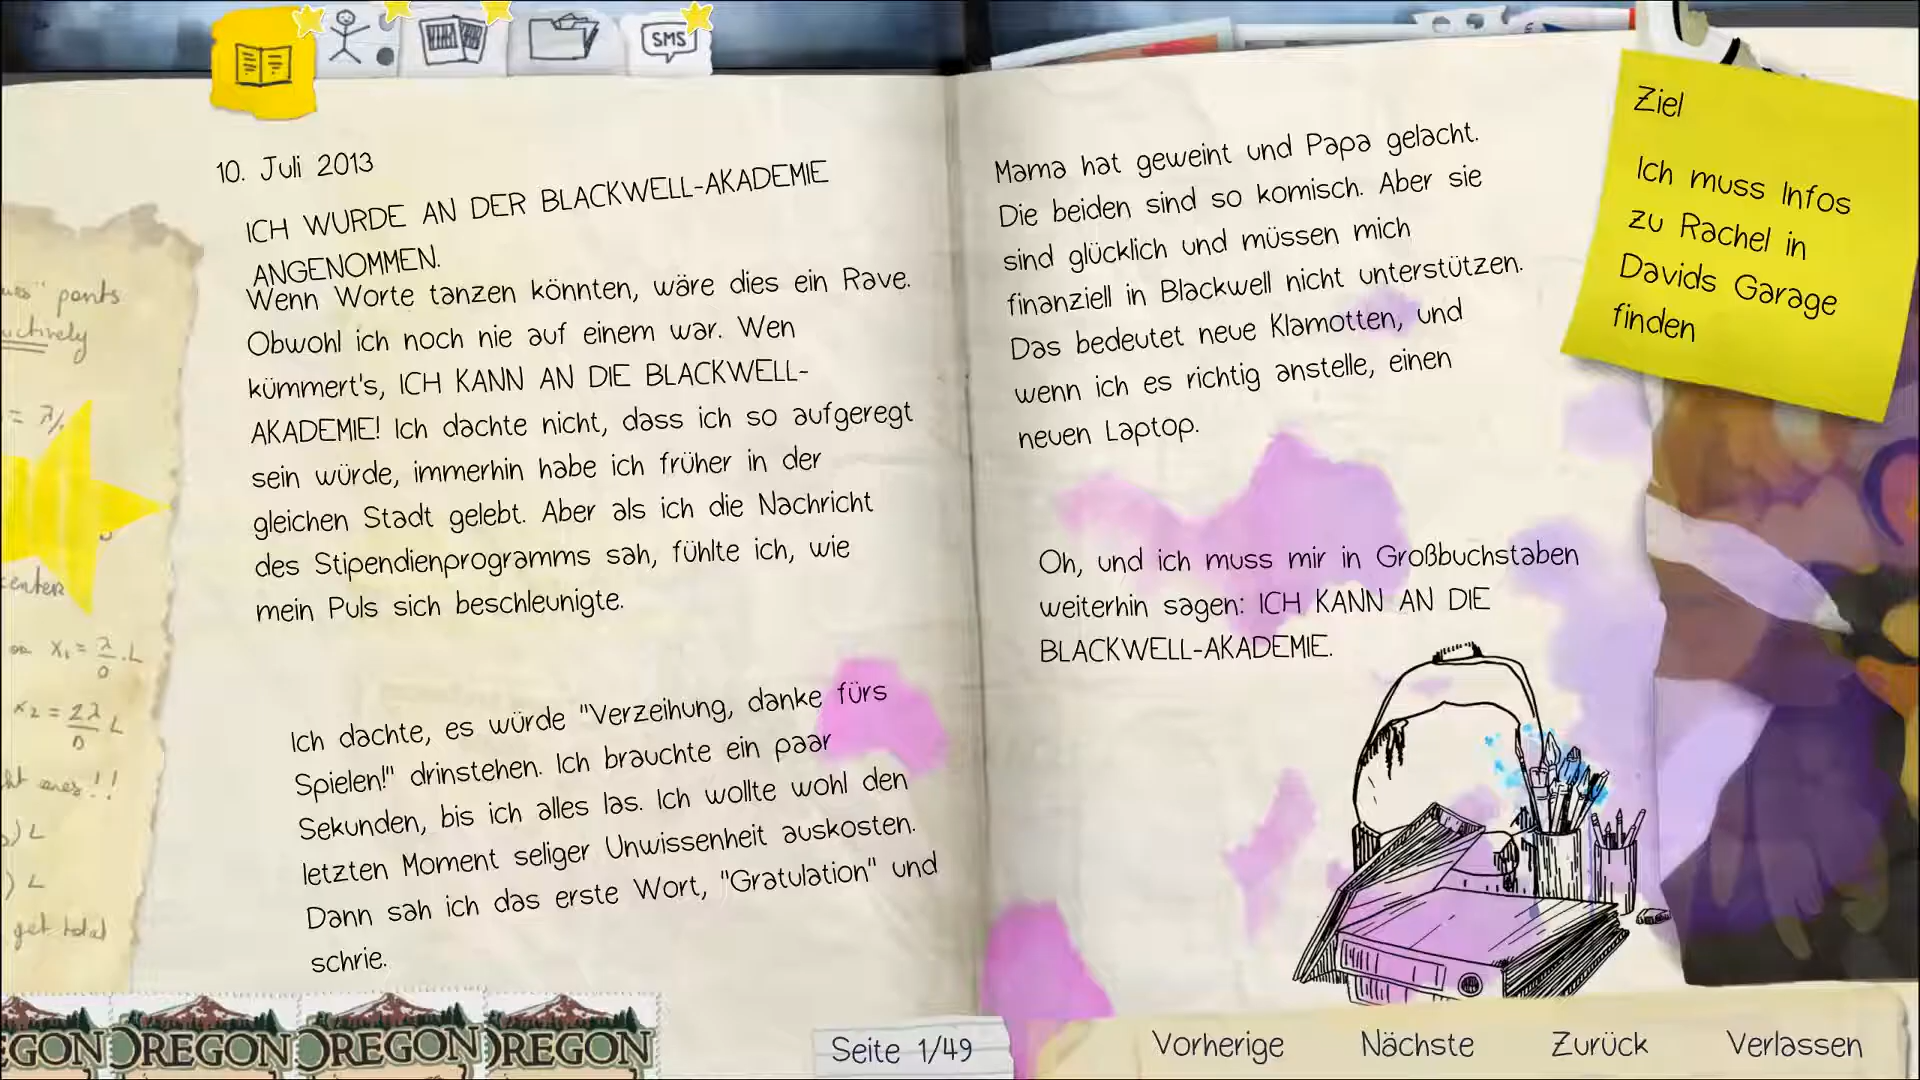 SMS
10. Juli 2013
ICH WURDE AN DER BLACKWELL-AKADEMIE
ANGENOMMEN.
Wenn Worte tanzen könnten, wäre dies ein Rave.
Obwohl ich noch nie auf einem war. Wen
kümmert's, ICH KANN AN DIE BLACKWELL-
AKADEMIE! Ich dachte nicht, dass ich so aufgeregt
sein würde, immerhin habe ich früher in der
gleichen Stadt gelebt. Aber als ich die Nachricht
des Stipendienprogramms sah, fühlte ich, wie
mein Puls sich beschleunigte.
Ich dachte, es würde "Verzeihung, danke fürs
Spielen!" drinstehen. Ich brauchte ein paar
Sekunden, bis ich alles las. Ich wollte wohl den
letzten Moment seliger Unwissenheit auskosten.
Dann sah ich das erste Wort, "Gratulation" und
schrie.
Mama hat geweint und Papa gelacht.
Die beiden sind so komisch. Aber sie
sind glücklich und müssen mich
finanziell in Blackwell nicht unterstützen.
Das bedeutet neue Klamotten, und
wenn ich es richtig anstelle, einen
neuen Laptop.
Oh, und ich muss mir in Großbuchstaben
weiterhin sagen: ICH KANN AN DIE
BLACKWELL-AKADEMIE.
Ziel
Ich muss Infos
zu Rachel in
Davids Garage
finden
pants
= λ/
x₁ = λ/D . L
x₂ = 2λ/D L
) L
) L
get total
EGON OREGON OREGON OREGON
Seite 1/49
Vorherige Nächste Zurück Verlassen